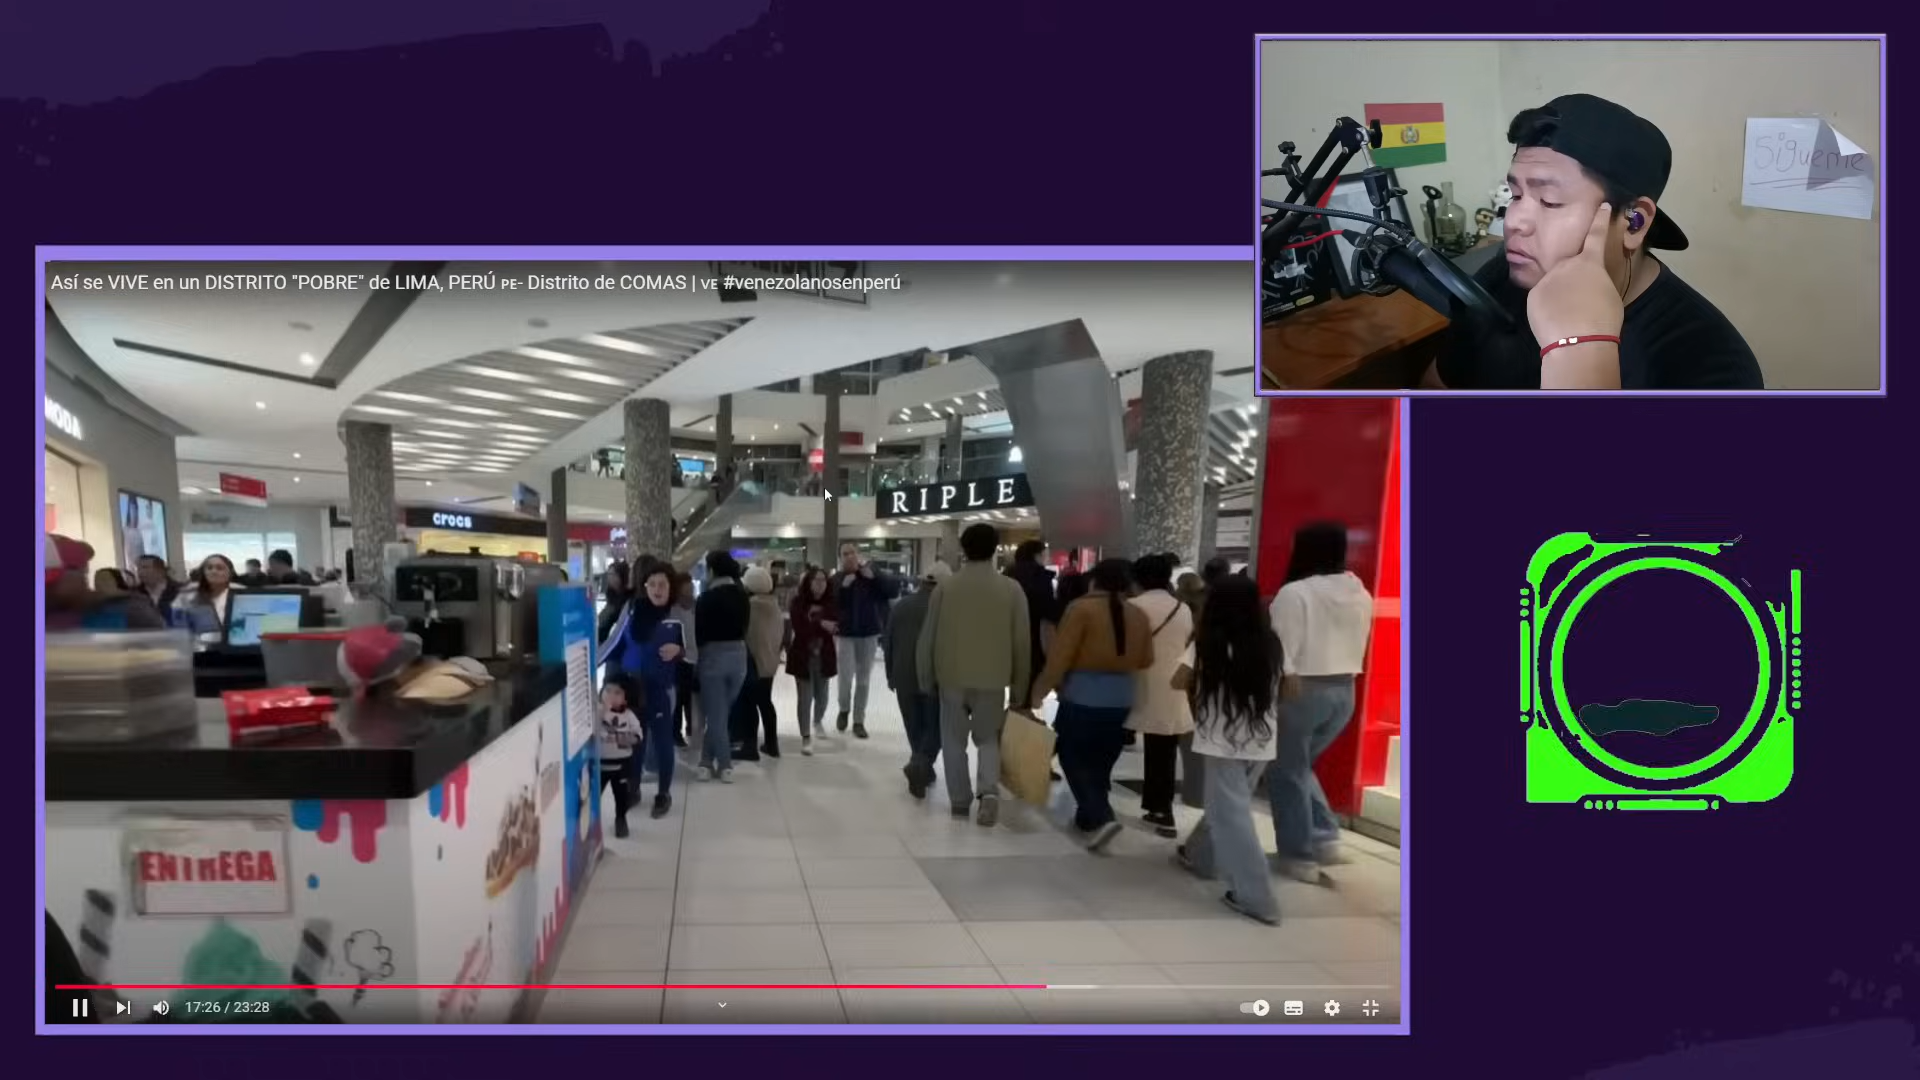 Sigueme
Así se VIVE en un DISTRITO "POBRE" de LIMA, PERÚ PE- Distrito de COMAS | VE #venezolanosenperú
MODA
crocs
RIPLE
ENTREGA
17:26 / 23:28